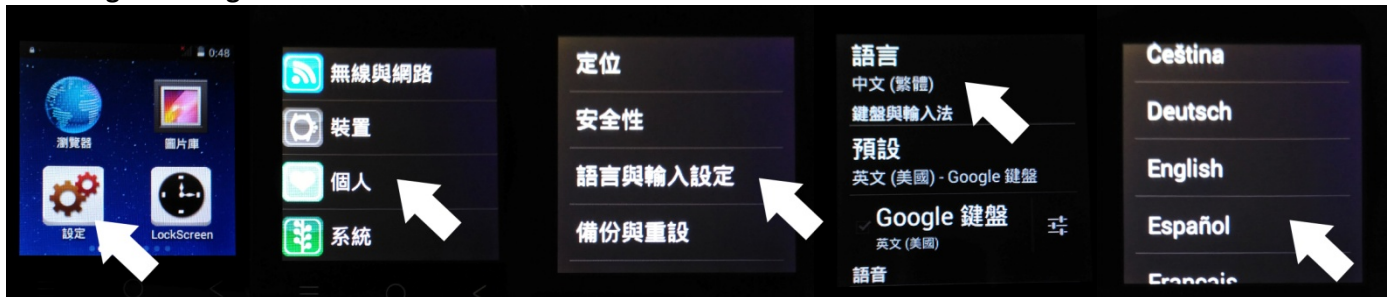 0:48
瀏覽器
圖片庫
設定
LockScreen
無線與網路
裝置
個人
系統
定位
安全性
語言與輸入設定
備份與重設
語言
中文 (繁體)
鍵盤與輸入法
預設
英文 (美國) - Google 鍵盤
Google 鍵盤
英文 (美國)
語音
Čeština
Deutsch
English
Español
Français